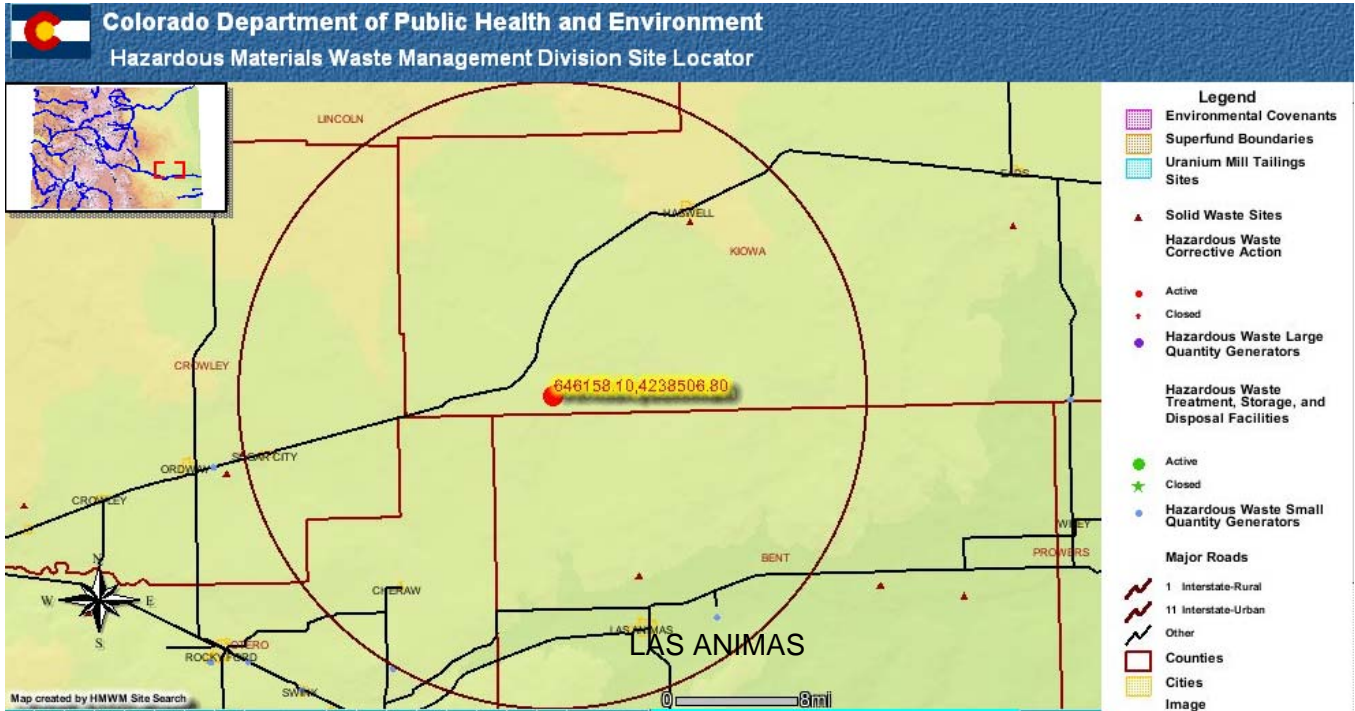 Colorado Department of Public Health and Environment
Hazardous Materials Waste Management Division Site Locator
LINCOLN
EADS
HASWELL
KIOWA
CROWLEY
646158.10,4238506.80
ORDWAY
SUGAR CITY
CROWLEY
WILEY
BENT
PROWERS
N
W
E
S
CHERAW
LAS ANIMAS
LAS ANIMAS
OTERO
ROCKY FORD
SWINK
Map created by HMWM Site Search
0 8mi
Legend
Environmental Covenants
Superfund Boundaries
Uranium Mill Tailings
Sites
Solid Waste Sites
Hazardous Waste
Corrective Action
Active
Closed
Hazardous Waste Large
Quantity Generators
Hazardous Waste
Treatment, Storage, and
Disposal Facilities
Active
Closed
Hazardous Waste Small
Quantity Generators
Major Roads
1 Interstate-Rural
11 Interstate-Urban
Other
Counties
Cities
Image